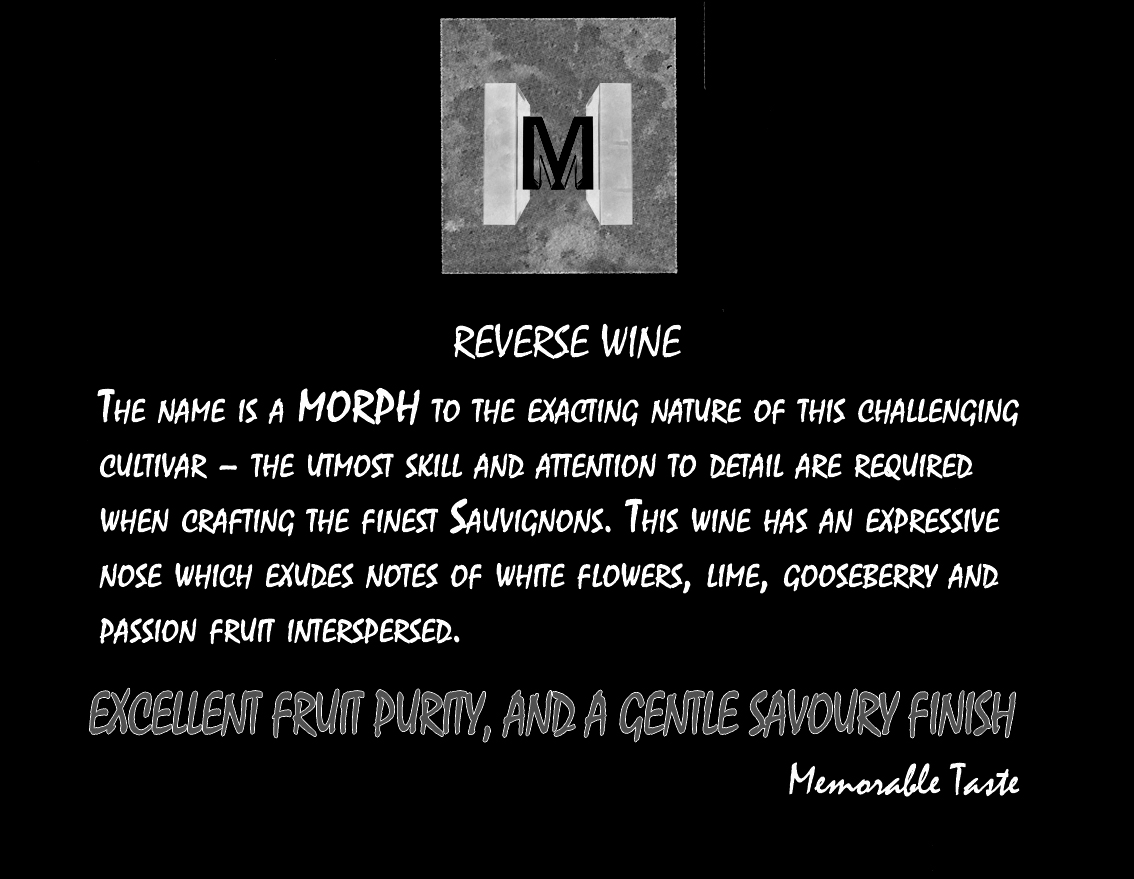 M
REVERSE WINE
THE NAME IS A MORPH TO THE EXACTING NATURE OF THIS CHALLENGING
CULTIVAR – THE UTMOST SKILL AND ATTENTION TO DETAIL ARE REQUIRED
WHEN CRAFTING THE FINEST SAUVIGNONS. THIS WINE HAS AN EXPRESSIVE
NOSE WHICH EXUDES NOTES OF WHITE FLOWERS, LIME, GOOSEBERRY AND
PASSION FRUIT INTERSPERSED.
EXCELLENT FRUIT PURITY, AND A GENTLE SAVOURY FINISH
Memorable Taste